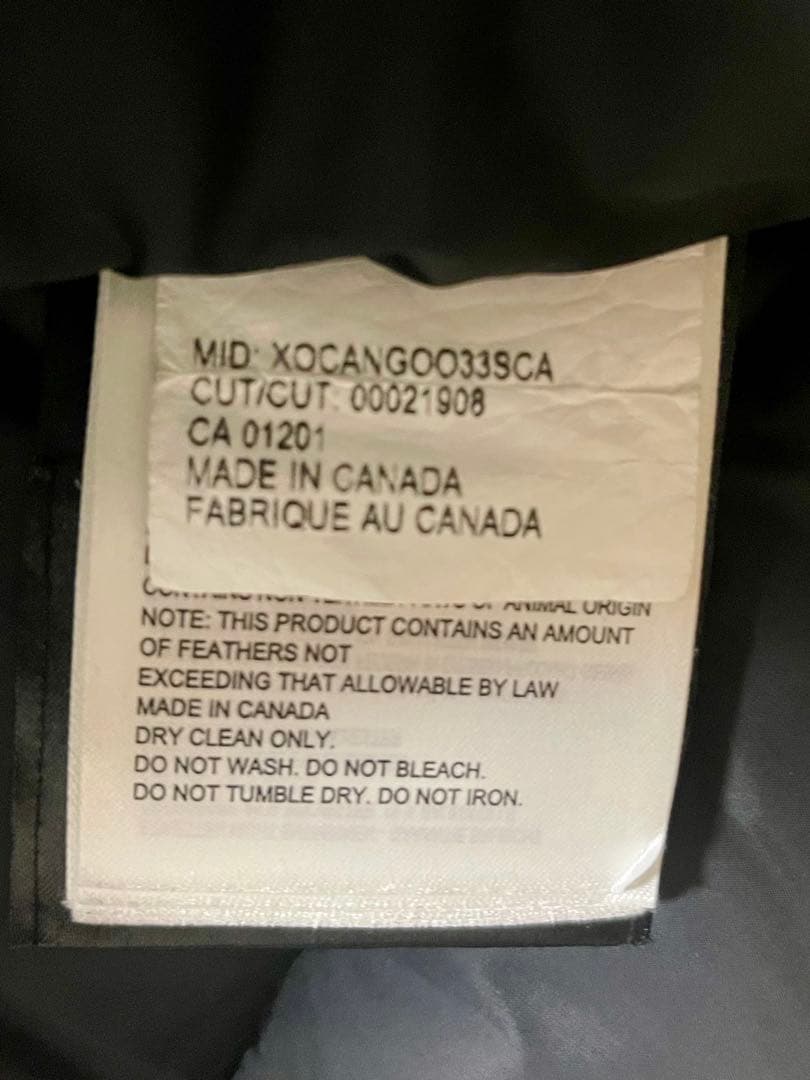 MID: XOCANGOO33SCA
CUT/CUT: 00021908
CA 01201
MADE IN CANADA
FABRIQUE AU CANADA
ANIMAL ORIGIN
NOTE: THIS PRODUCT CONTAINS AN AMOUNT
OF FEATHERS NOT
EXCEEDING THAT ALLOWABLE BY LAW
MADE IN CANADA
DRY CLEAN ONLY.
DO NOT WASH. DO NOT BLEACH.
DO NOT TUMBLE DRY. DO NOT IRON.